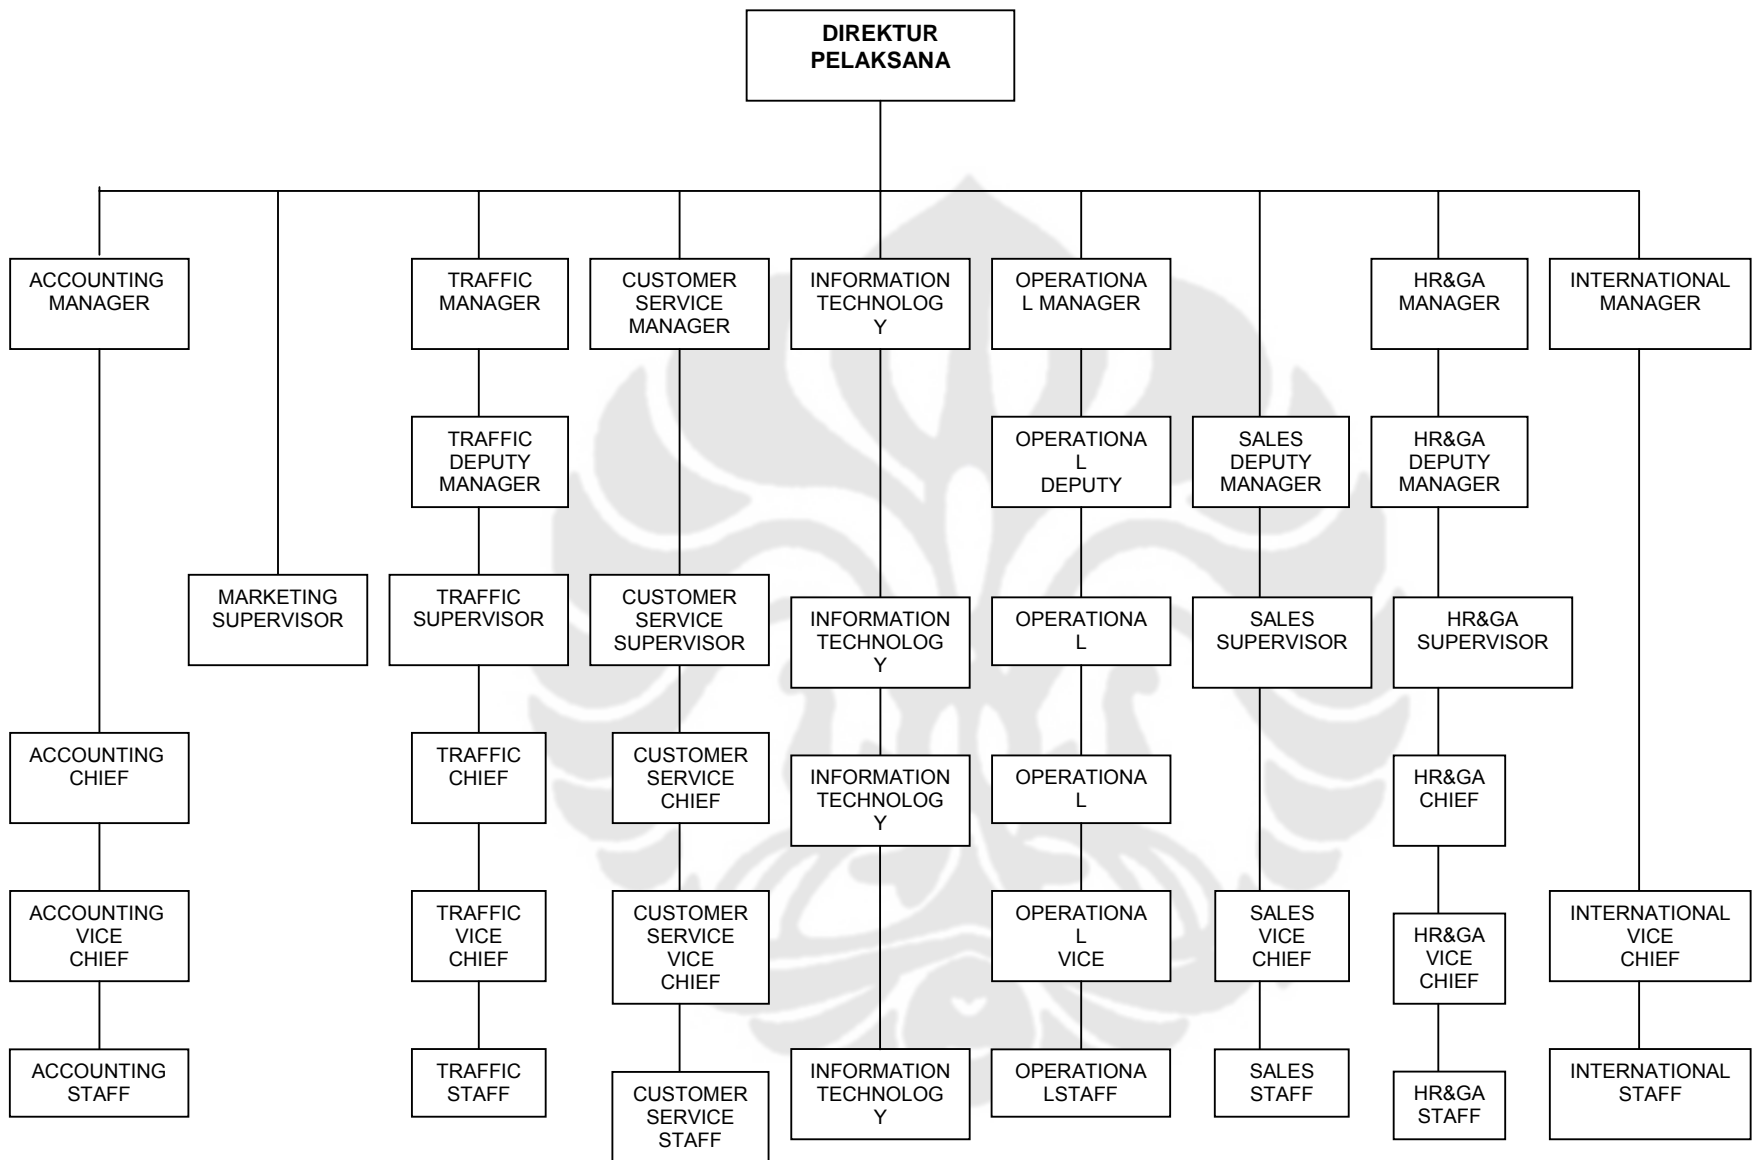 DIREKTUR
PELAKSANA
ACCOUNTING
MANAGER
TRAFFIC
MANAGER
CUSTOMER
SERVICE
MANAGER
INFORMATION
TECHNOLOG
Y
OPERATIONA
L MANAGER
HR&GA
MANAGER
INTERNATIONAL
MANAGER
TRAFFIC
DEPUTY
MANAGER
OPERATIONA
L
DEPUTY
SALES
DEPUTY
MANAGER
HR&GA
DEPUTY
MANAGER
MARKETING
SUPERVISOR
TRAFFIC
SUPERVISOR
CUSTOMER
SERVICE
SUPERVISOR
INFORMATION
TECHNOLOG
Y
OPERATIONA
L
SALES
SUPERVISOR
HR&GA
SUPERVISOR
ACCOUNTING
CHIEF
TRAFFIC
CHIEF
CUSTOMER
SERVICE
CHIEF
INFORMATION
TECHNOLOG
Y
OPERATIONA
L
HR&GA
CHIEF
ACCOUNTING
VICE
CHIEF
TRAFFIC
VICE
CHIEF
CUSTOMER
SERVICE
VICE
CHIEF
OPERATIONA
L
VICE
SALES
VICE
CHIEF
HR&GA
VICE
CHIEF
INTERNATIONAL
VICE
CHIEF
ACCOUNTING
STAFF
TRAFFIC
STAFF
CUSTOMER
SERVICE
STAFF
INFORMATION
TECHNOLOG
Y
OPERATIONA
LSTAFF
SALES
STAFF
HR&GA
STAFF
INTERNATIONAL
STAFF